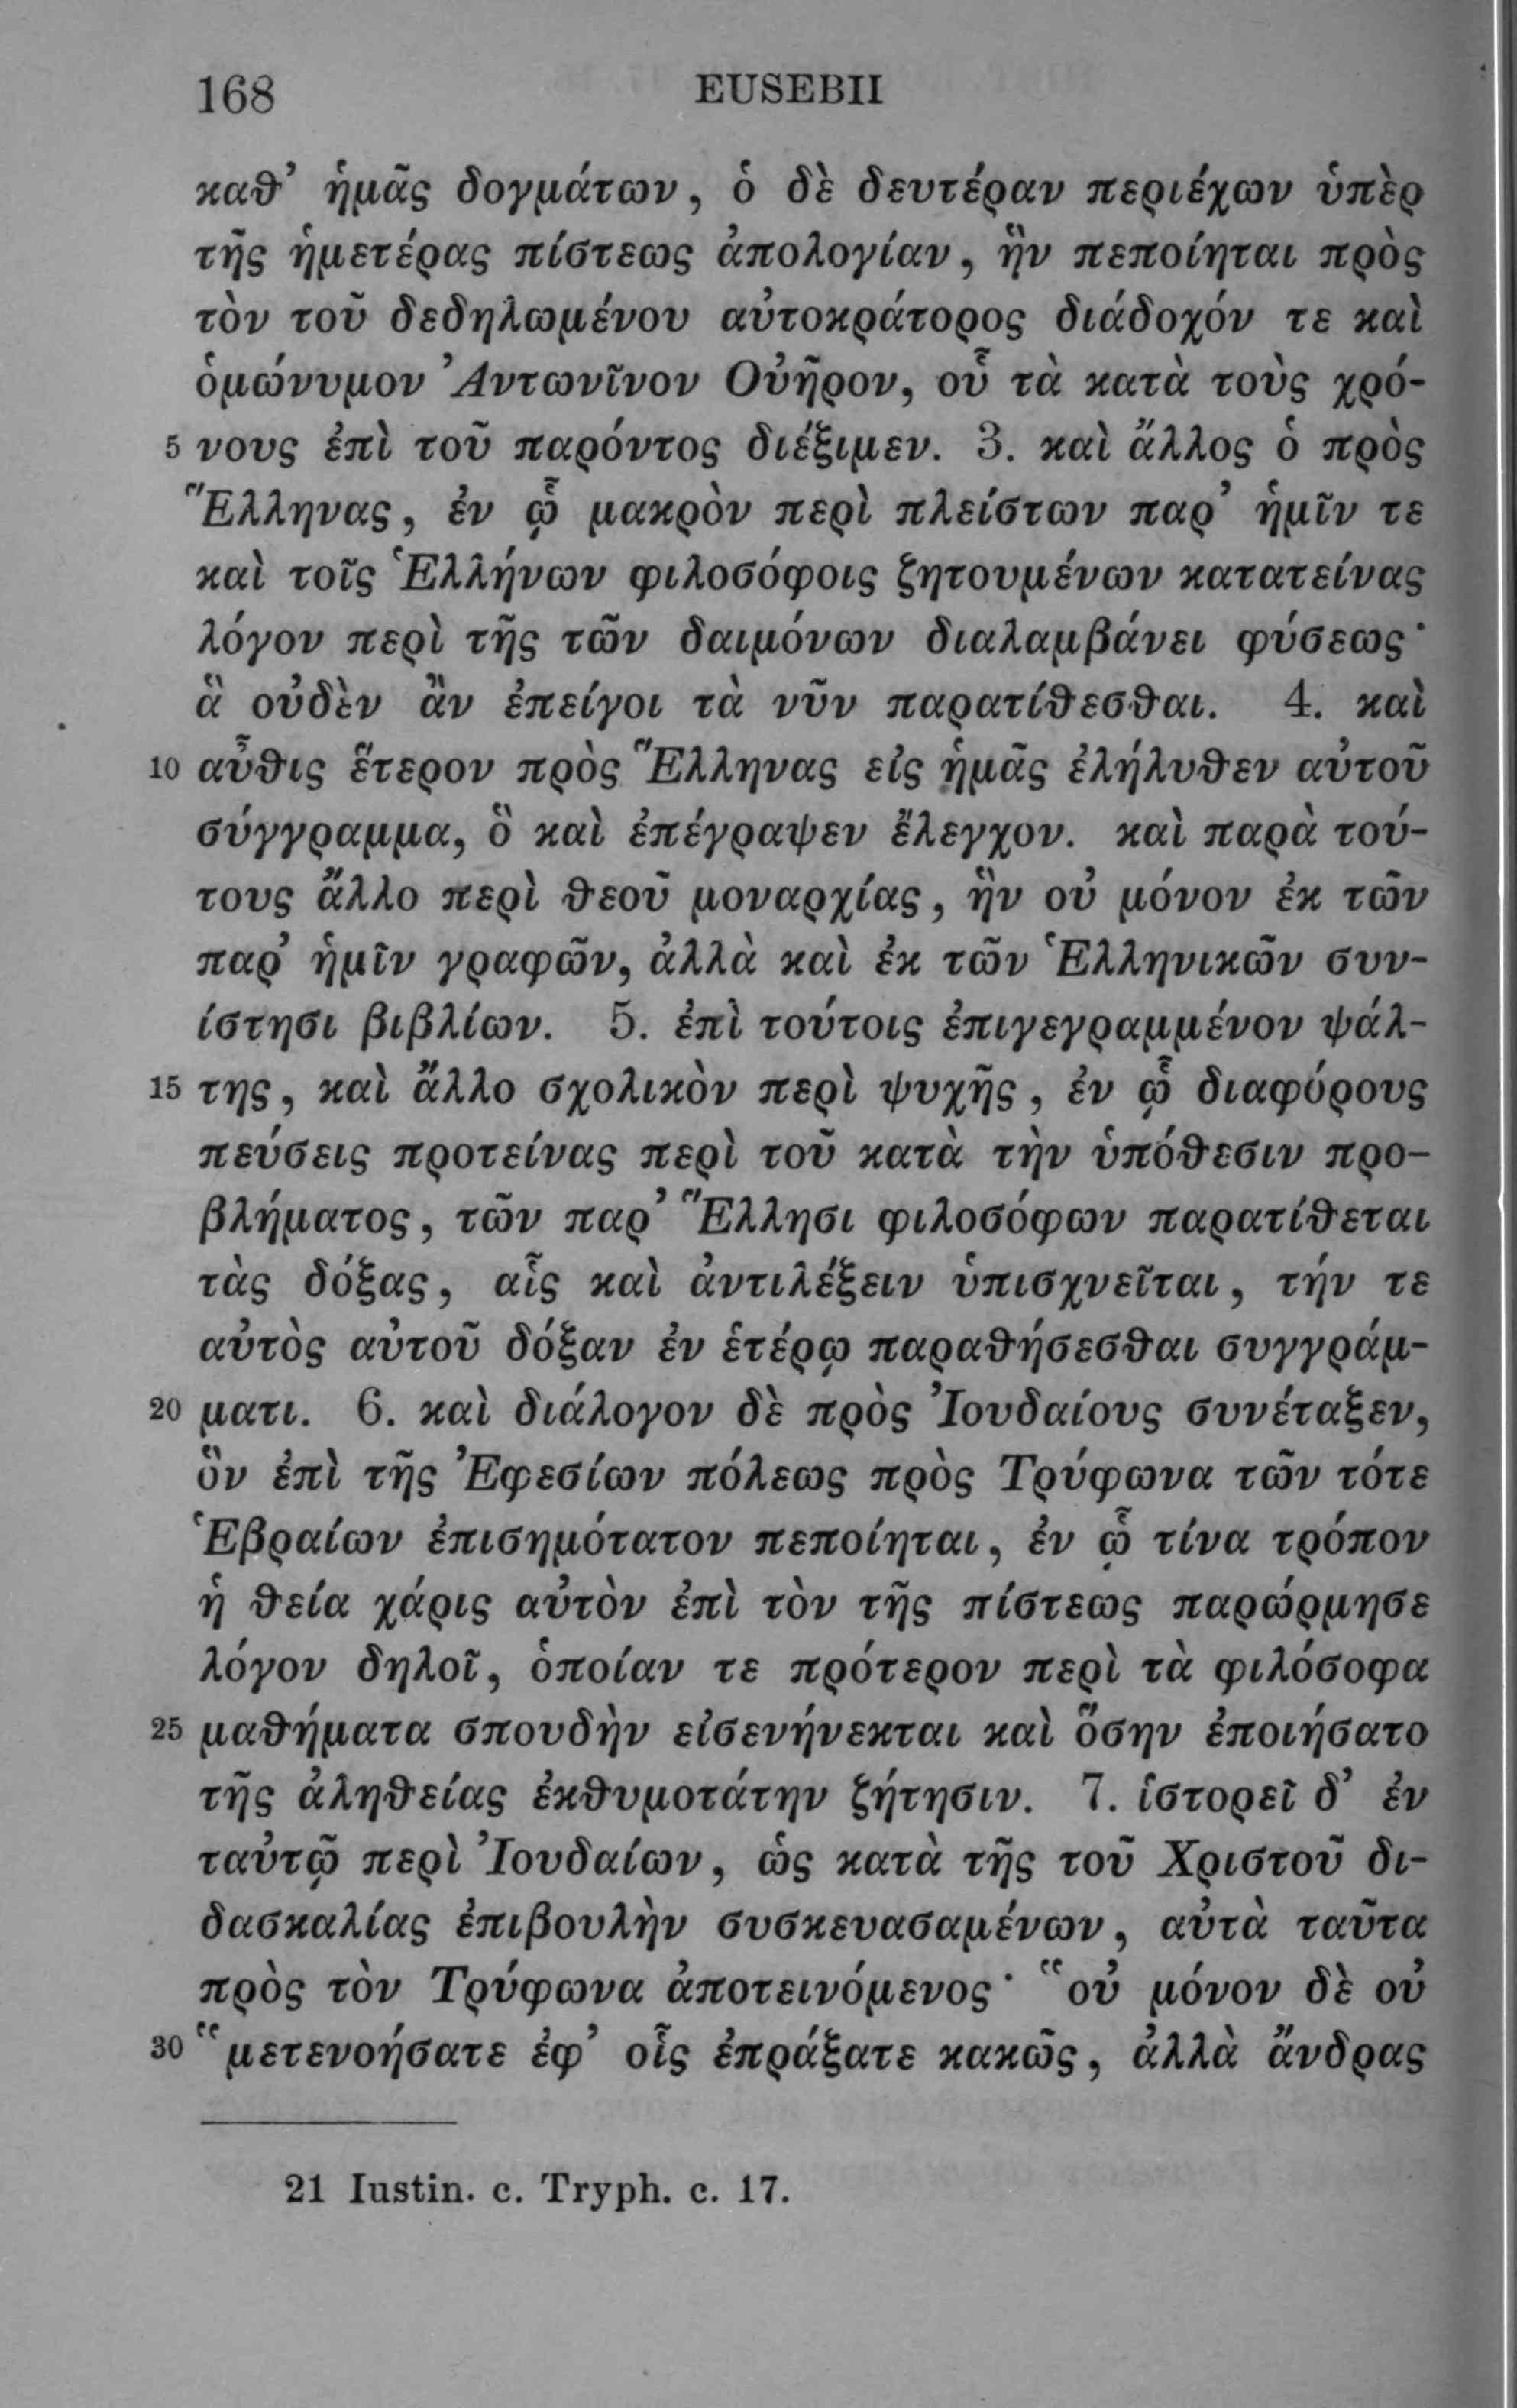 168 EUSEBII
καθ’ ἡμᾶς δογμάτων, ὁ δὲ δευτέραν περιέχων ὑπὲρ
τῆς ἡμετέρας πίστεως ἀπολογίαν, ἣν πεποίηται πρὸς
τὸν τοῦ δεδηλωμένου αὐτοκράτορος διάδοχόν τε καὶ
ὁμώνυμον Ἀντωνῖνον Οὐῆρον, οὗ τὰ κατὰ τοὺς χρό-
5 νους ἐπὶ τοῦ παρόντος διέξιμεν. 3. καὶ ἄλλος ὁ πρὸς
Ἕλληνας, ἐν ᾧ μακρὸν περὶ πλείστων παρ’ ἡμῖν τε
καὶ τοῖς Ἑλλήνων φιλοσόφοις ζητουμένων κατατείνας
λόγον περὶ τῆς τῶν δαιμόνων διαλαμβάνει φύσεως·
ἃ οὐδὲν ἂν ἐπείγοι τὰ νῦν παρατίθεσθαι. 4. καὶ
10 αὖθις ἕτερον πρὸς Ἕλληνας εἰς ἡμᾶς ἐλήλυθεν αὐτοῦ
σύγγραμμα, ὃ καὶ ἐπέγραψεν ἔλεγχον. καὶ παρὰ τού-
τους ἄλλο περὶ θεοῦ μοναρχίας, ἣν οὐ μόνον ἐκ τῶν
παρ’ ἡμῖν γραφῶν, ἀλλὰ καὶ ἐκ τῶν Ἑλληνικῶν συν-
ίστησι βιβλίων. 5. ἐπὶ τούτοις ἐπιγεγραμμένον ψάλ-
15 της, καὶ ἄλλο σχολικὸν περὶ ψυχῆς, ἐν ᾧ διαφόρους
πεύσεις προτείνας περὶ τοῦ κατὰ τὴν ὑπόθεσιν προ-
βλήματος, τῶν παρ’ Ἕλλησι φιλοσόφων παρατίθεται
τὰς δόξας, αἷς καὶ ἀντιλέξειν ὑπισχνεῖται, τήν τε
αὐτὸς αὐτοῦ δόξαν ἐν ἑτέρῳ παραθήσεσθαι συγγράμ-
20 ματι. 6. καὶ διάλογον δὲ πρὸς Ἰουδαίους συνέταξεν,
ὃν ἐπὶ τῆς Ἐφεσίων πόλεως πρὸς Τρύφωνα τῶν τότε
Ἑβραίων ἐπισημότατον πεποίηται, ἐν ᾧ τίνα τρόπον
ἡ θεία χάρις αὐτὸν ἐπὶ τὸν τῆς πίστεως παρώρμησε
λόγον δηλοῖ, ὁποίαν τε πρότερον περὶ τὰ φιλόσοφα
25 μαθήματα σπουδὴν εἰσενήνεκται καὶ ὅσην ἐποιήσατο
τῆς ἀληθείας ἐκθυμοτάτην ζήτησιν. 7. ἱστορεῖ δ’ ἐν
ταὐτῷ περὶ Ἰουδαίων, ὡς κατὰ τῆς τοῦ Χριστοῦ δι-
δασκαλίας ἐπιβουλὴν συσκευασαμένων, αὐτὰ ταῦτα
πρὸς τὸν Τρύφωνα ἀποτεινόμενος· “οὐ μόνον δὲ οὐ
30 “μετενοήσατε ἐφ’ οἷς ἐπράξατε κακῶς, ἀλλὰ ἄνδρας
21 Iustin. c. Tryph. c. 17.